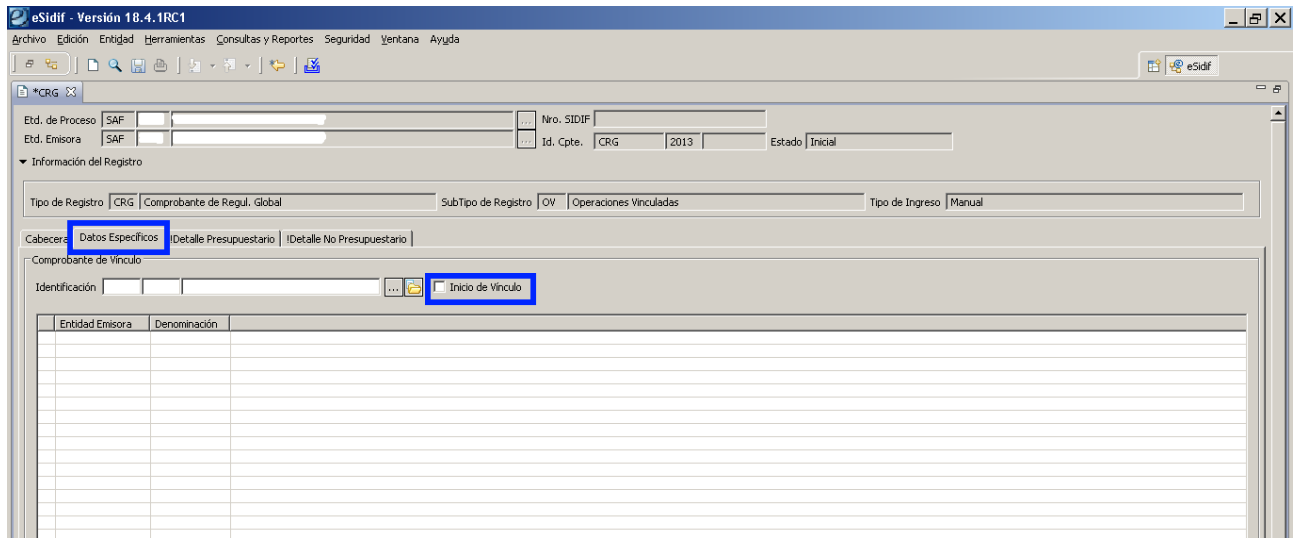 eSidif - Versión 18.4.1RC1
Archivo Edición Entidad Herramientas Consultas y Reportes Seguridad Ventana Ayuda
eSidif
*CRG
Etd. de Proceso SAF ... Nro. SIDIF
Etd. Emisora SAF ... Id. Cpte. CRG 2013 Estado Inicial
Información del Registro
Tipo de Registro CRG Comprobante de Regul. Global SubTipo de Registro OV Operaciones Vinculadas Tipo de Ingreso Manual
Cabecera Datos Específicos !Detalle Presupuestario !Detalle No Presupuestario
Comprobante de Vínculo
Identificación ... Inicio de Vínculo
Entidad Emisora Denominación